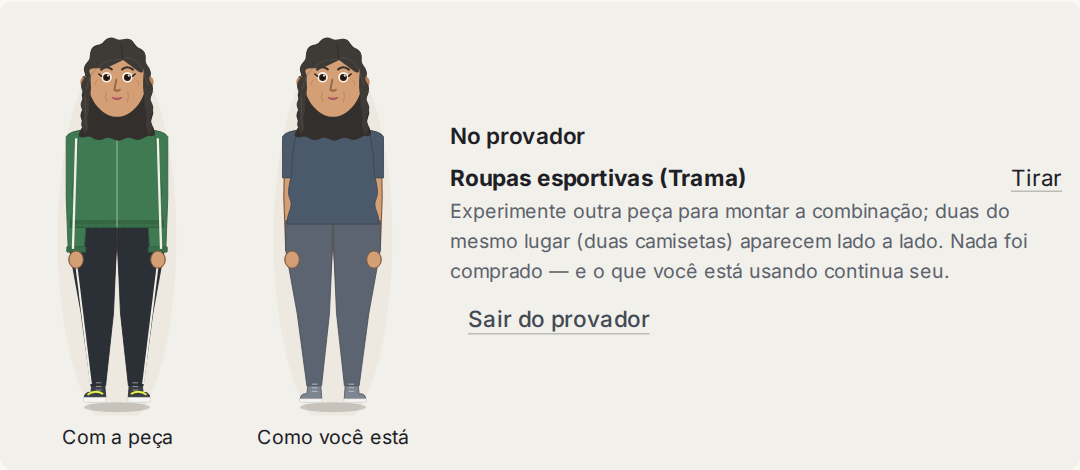 No provador
Roupas esportivas (Trama)
Tirar
Experimente outra peça para montar a combinação; duas do
mesmo lugar (duas camisetas) aparecem lado a lado. Nada foi
comprado — e o que você está usando continua seu.
Sair do provador
Com a peça
Como você está